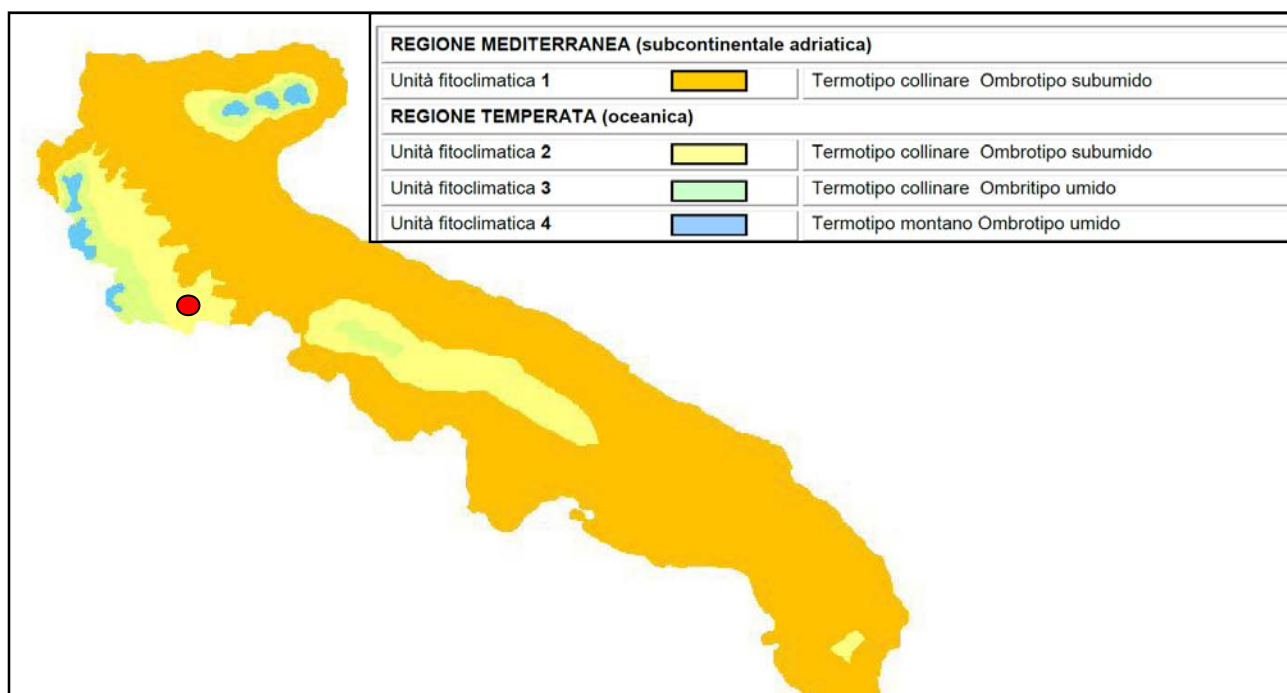 REGIONE MEDITERRANEA (subcontinentale adriatica)
Unità fitoclimatica 1 Termotipo collinare Ombrotipo subumido
REGIONE TEMPERATA (oceanica)
Unità fitoclimatica 2 Termotipo collinare Ombrotipo subumido
Unità fitoclimatica 3 Termotipo collinare Ombritipo umido
Unità fitoclimatica 4 Termotipo montano Ombrotipo umido